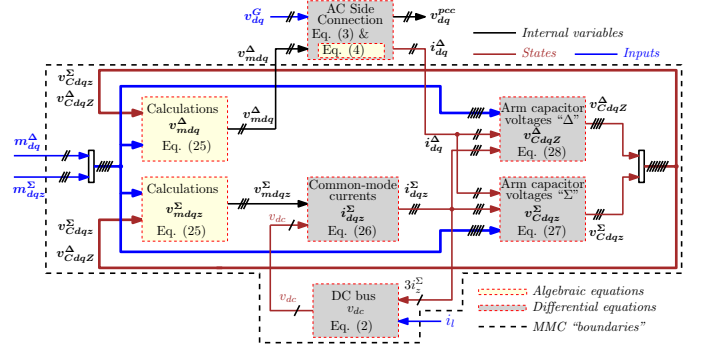 v^G_dq
AC Side
Connection
Eq. (3) &
Eq. (4)
v^pcc_dq
v^Δ_mdq
i^Δ_dq
Internal variables
States
Inputs
v^Σ_Cdqz
v^Δ_CdqZ
Calculations
v^Δ_mdq
Eq. (25)
v^Δ_mdq
Arm capacitor
voltages “Δ”
v^Δ_CdqZ
Eq. (28)
v^Δ_CdqZ
m^Δ_dq
m^Σ_dqz
i^Δ_dq
Calculations
v^Σ_mdqz
Eq. (25)
v^Σ_mdqz
Common-mode
currents
i^Σ_dqz
Eq. (26)
i^Σ_dqz
Arm capacitor
voltages “Σ”
v^Σ_Cdqz
Eq. (27)
v^Σ_Cdqz
v^Σ_Cdqz
v^Δ_CdqZ
v_dc
DC bus
v_dc
Eq. (2)
v_dc
3i^Σ_z
i_l
Algebraic equations
Differential equations
MMC “boundaries”